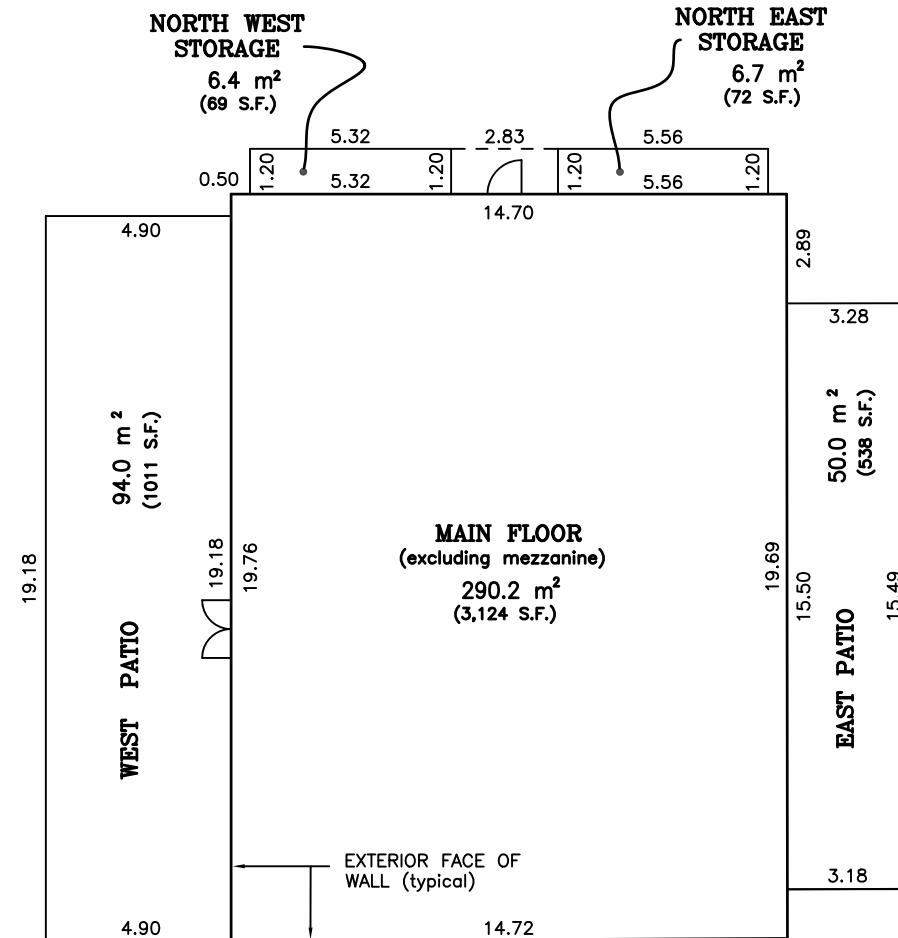 NORTH WEST
STORAGE
6.4 m²
(69 S.F.)
NORTH EAST
STORAGE
6.7 m²
(72 S.F.)
5.32
2.83
5.56
0.50
1.20
5.32
1.20
1.20
5.56
1.20
4.90
14.70
2.89
3.28
94.0 m²
(1011 S.F.)
50.0 m²
(538 S.F.)
MAIN FLOOR
(excluding mezzanine)
290.2 m²
(3,124 S.F.)
19.18
19.18
19.76
19.69
15.50
15.49
WEST PATIO
EAST PATIO
EXTERIOR FACE OF
WALL (typical)
3.18
4.90
14.72